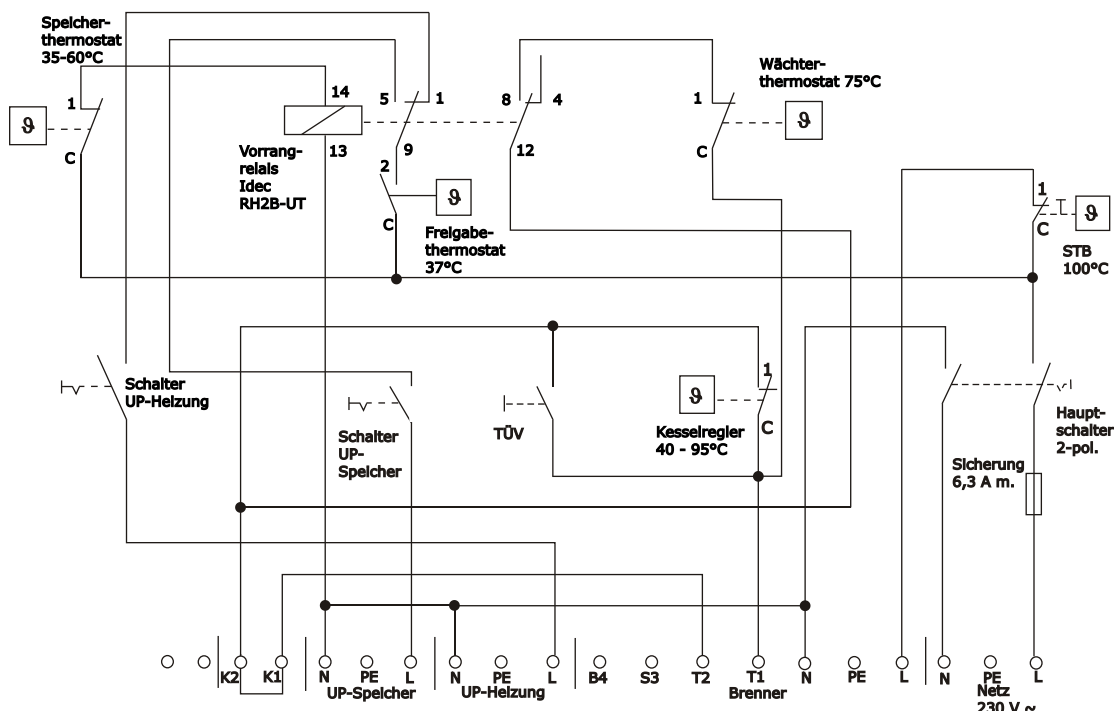 Speicher-
thermostat
35-60°C
1
ϑ
C
14
13
Vorrang-
relais
Idec
RH2B-UT
5
1
9
2
C
ϑ
Freigabe-
thermostat
37°C
8
4
12
1
C
Wächter-
thermostat 75°C
ϑ
1
C
ϑ
STB
100°C
Schalter
UP-Heizung
Schalter
UP-
Speicher
TÜV
ϑ
1
C
Kesselregler
40 - 95°C
Haupt-
schalter
2-pol.
Sicherung
6,3 A m.
K2
K1
N
PE
L
UP-Speicher
N
PE
L
UP-Heizung
B4
S3
T2
T1
Brenner
N
PE
L
N
PE
L
Netz
230 V ~